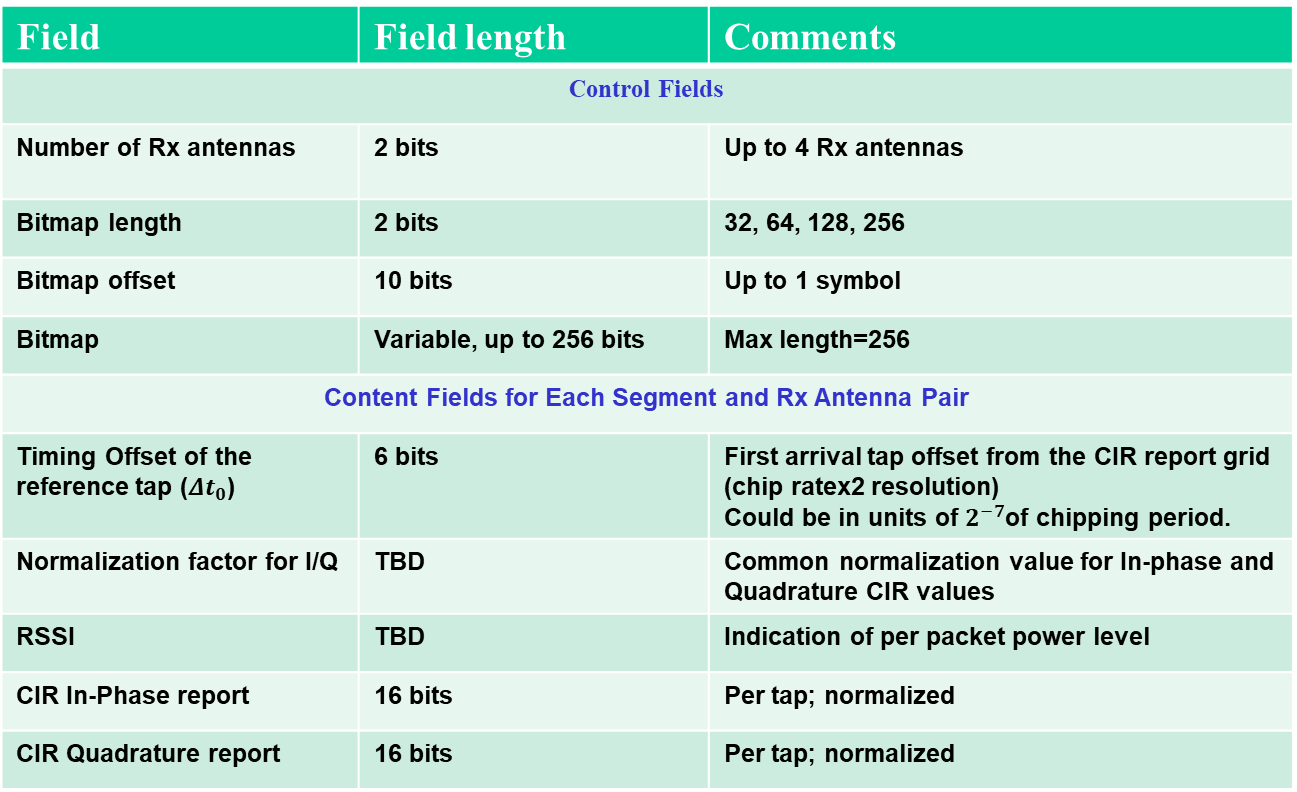 Field Field length Comments
Control Fields
Number of Rx antennas 2 bits Up to 4 Rx antennas
Bitmap length 2 bits 32, 64, 128, 256
Bitmap offset 10 bits Up to 1 symbol
Bitmap Variable, up to 256 bits Max length=256
Content Fields for Each Segment and Rx Antenna Pair
Timing Offset of the 6 bits First arrival tap offset from the CIR report grid
reference tap (Δt₀) (chip ratex2 resolution)
Could be in units of 2⁻⁷of chipping period.
Normalization factor for I/Q TBD Common normalization value for In-phase and
Quadrature CIR values
RSSI TBD Indication of per packet power level
CIR In-Phase report 16 bits Per tap; normalized
CIR Quadrature report 16 bits Per tap; normalized